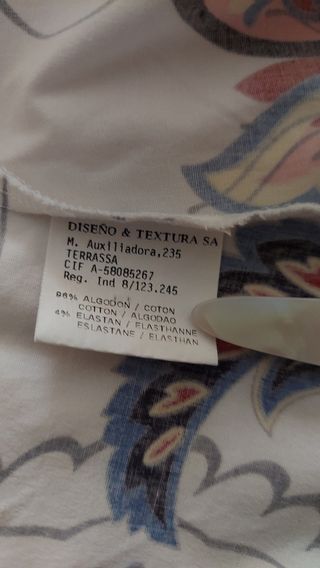 DISEÑO & TEXTURA SA
M. Auxiliadora, 235
TERRASSA
CIF A-58085267
Reg. Ind 8/123.245
96% ALGODON / COTON
COTTON / ALGODAO
4% ELASTAN / ELASTHANNE
ESLASTANE / ELASTHAN